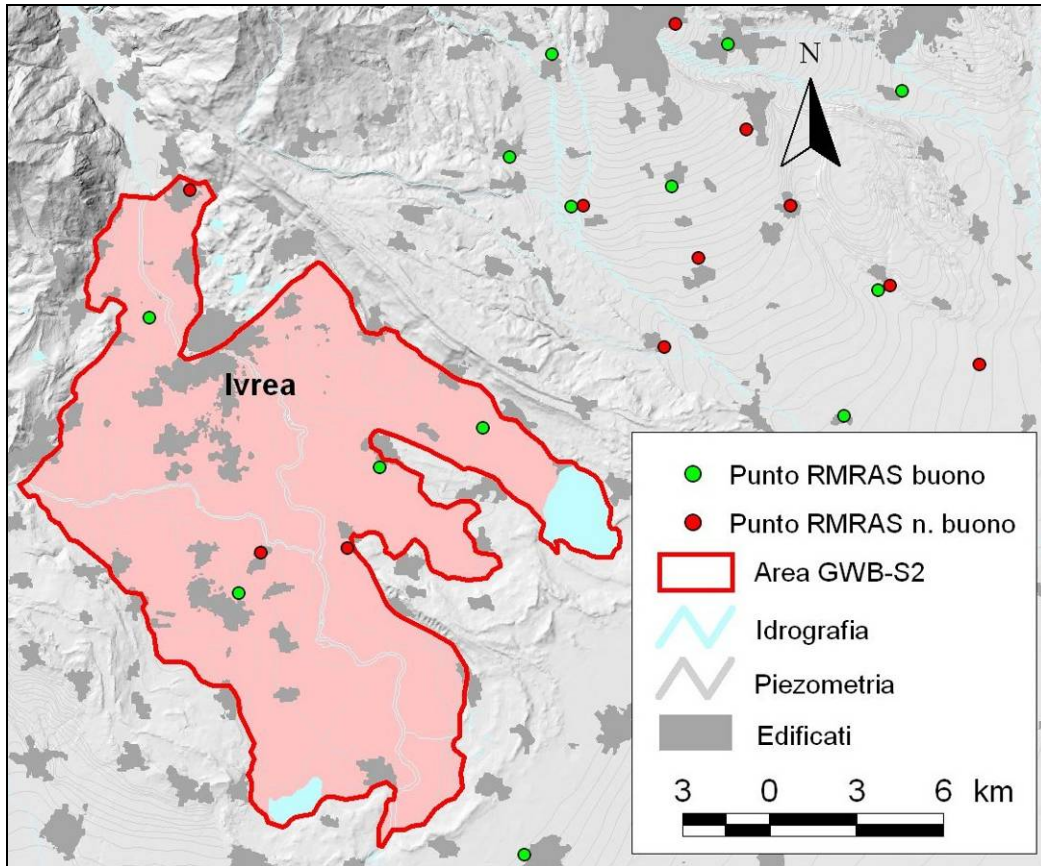 N
Ivrea
Punto RMRAS buono
Punto RMRAS n. buono
Area GWB-S2
Idrografia
Piezometria
Edificati
3 0 3 6 km